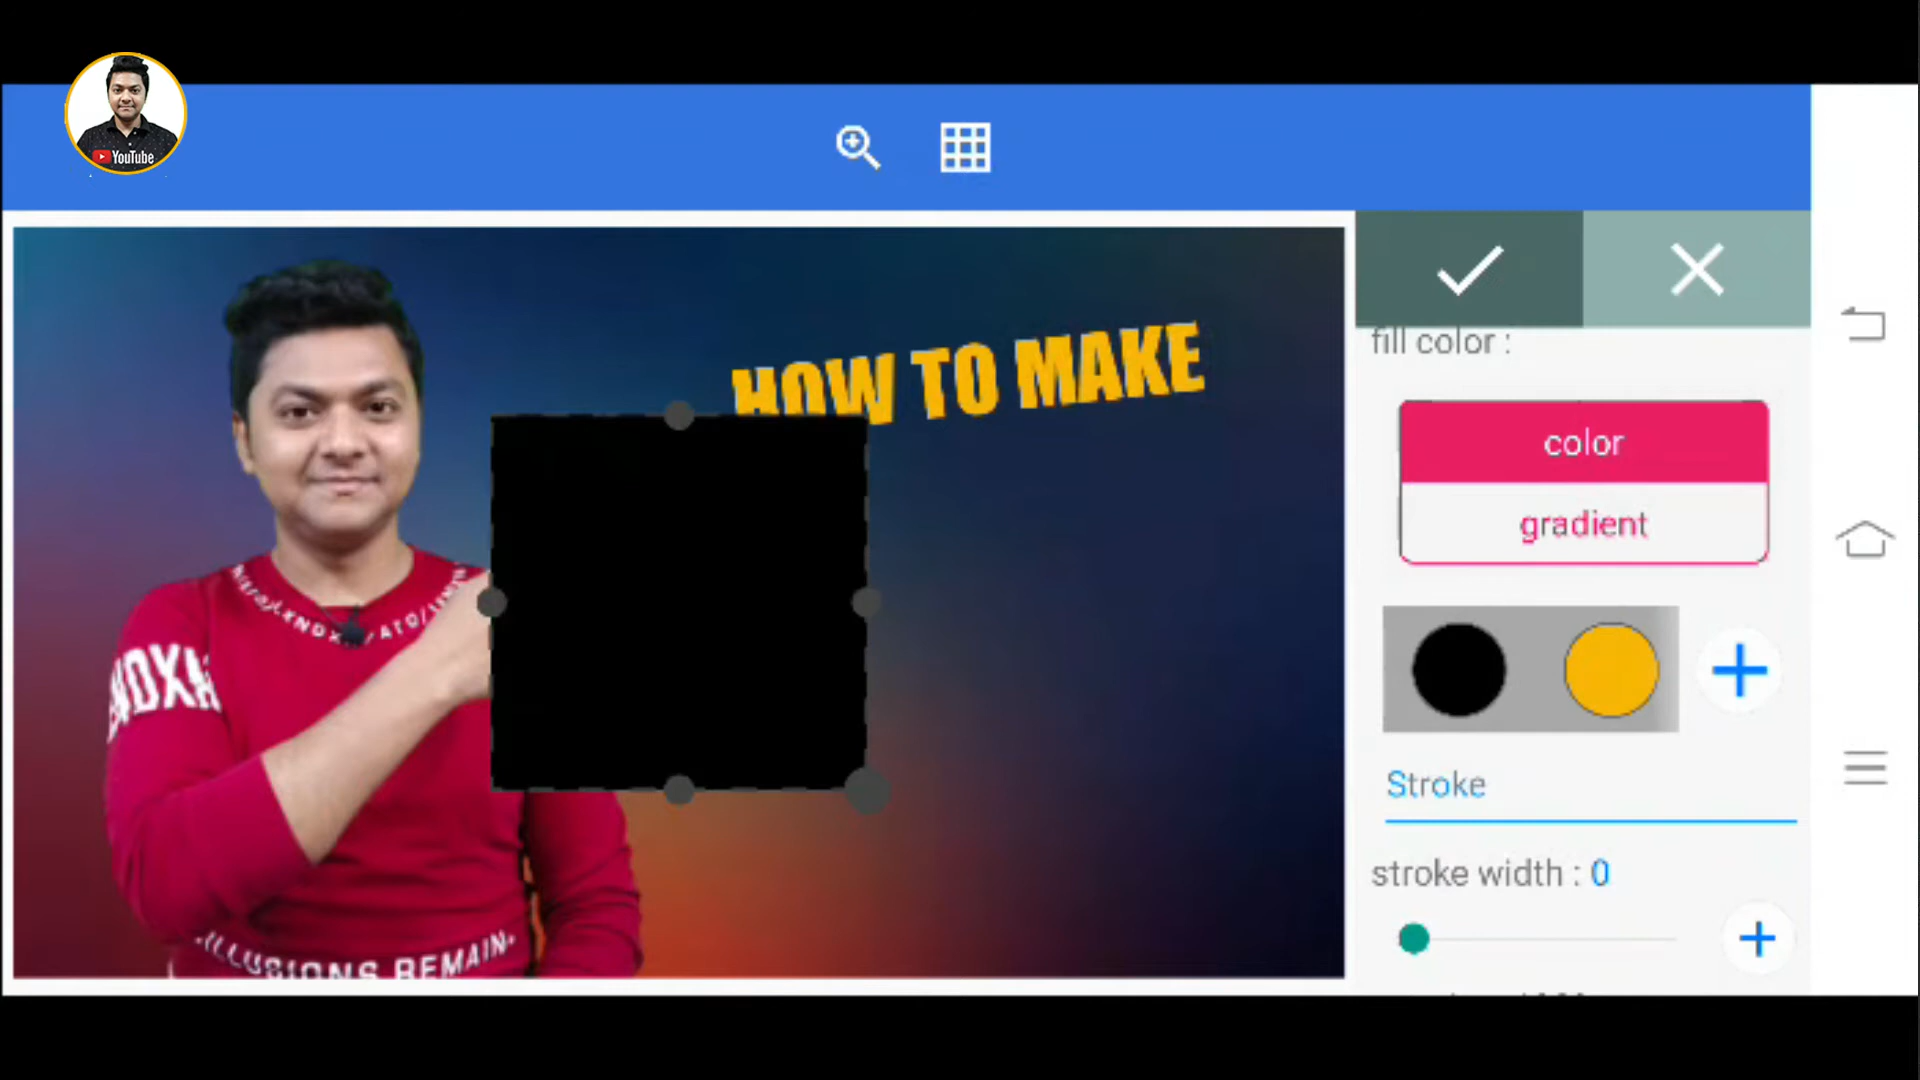 YouTube
HOW TO MAKE
fill color :
color
gradient
Stroke
stroke width : 0
ILLUSIONS REMAIN